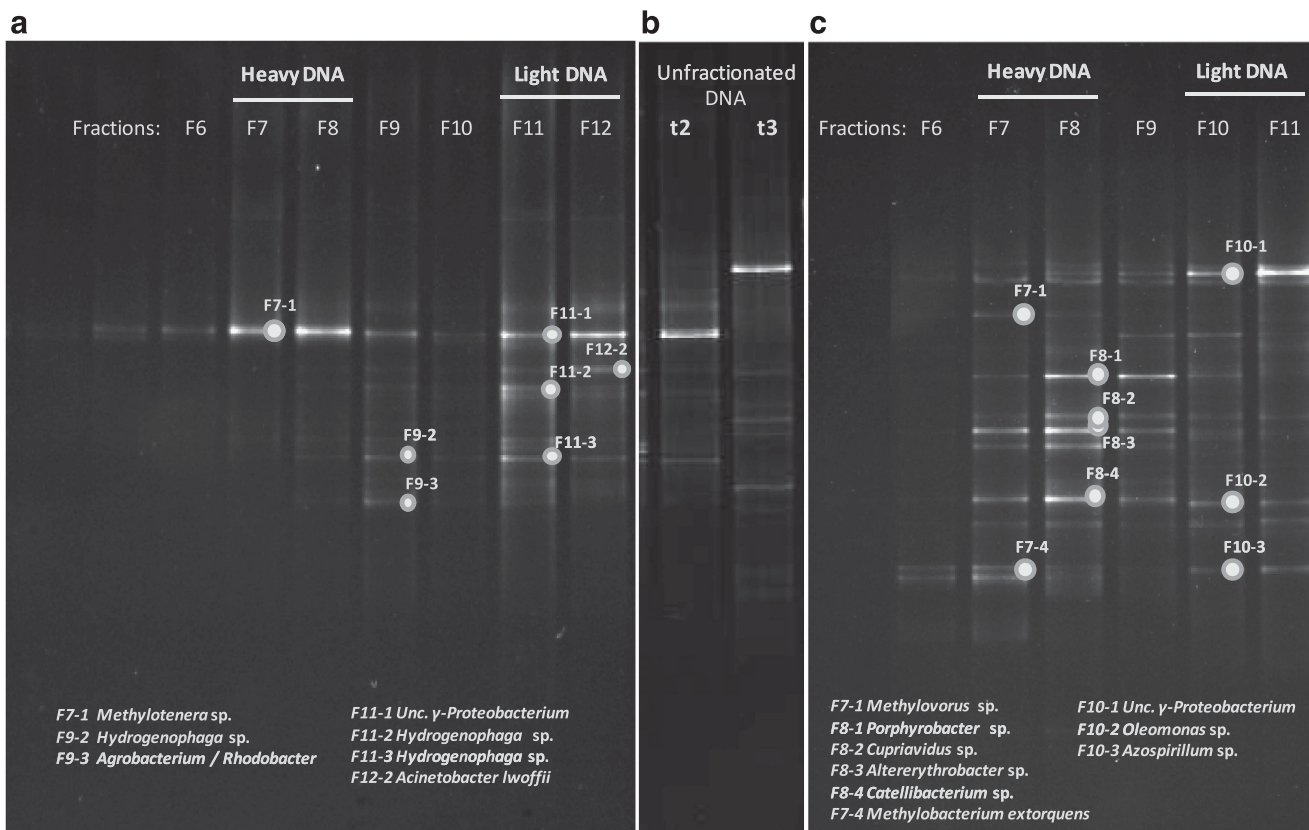 a
Heavy DNA
Light DNA
Fractions: F6 F7 F8 F9 F10 F11 F12
F7-1
F11-1
F12-2
F11-2
F9-2
F11-3
F9-3
F7-1 Methylotenera sp.
F9-2 Hydrogenophaga sp.
F9-3 Agrobacterium / Rhodobacter
F11-1 Unc. γ-Proteobacterium
F11-2 Hydrogenophaga sp.
F11-3 Hydrogenophaga sp.
F12-2 Acinetobacter lwoffii
b
Unfractionated
DNA
t2 t3
c
Heavy DNA
Light DNA
Fractions: F6 F7 F8 F9 F10 F11
F10-1
F7-1
F8-1
F8-2
F8-3
F8-4
F10-2
F7-4
F10-3
F7-1 Methylovorus sp.
F8-1 Porphyrobacter sp.
F8-2 Cupriavidus sp.
F8-3 Altererythrobacter sp.
F8-4 Catellibacterium sp.
F7-4 Methylobacterium extorquens
F10-1 Unc. γ-Proteobacterium
F10-2 Oleomonas sp.
F10-3 Azospirillum sp.